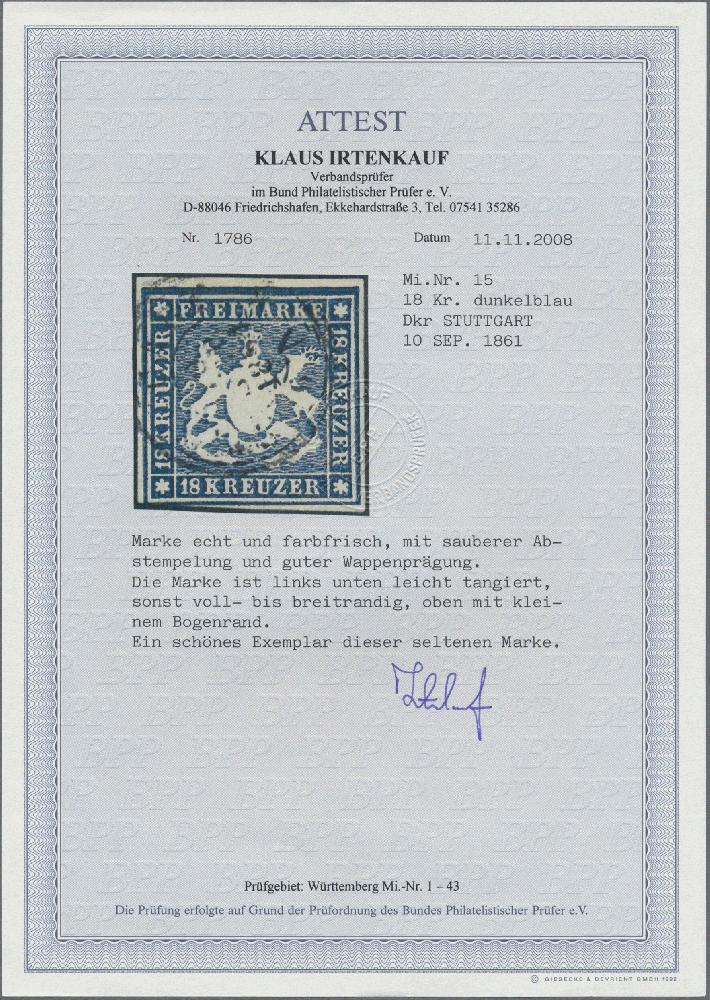 ATTEST
KLAUS IRTENKAUF
Verbandsprüfer
im Bund Philatelistischer Prüfer e. V.
D-88046 Friedrichshafen, Ekkehardstraße 3, Tel. 07541 35286
Nr. 1786 Datum 11.11.2008
Mi.Nr. 15
18 Kr. dunkelblau
Dkr STUTTGART
10 SEP. 1861
FREIMARKE
18 KREUZER
18 KREUZER
18 KREUZER
Marke echt und farbfrisch, mit sauberer Ab-
stempelung und guter Wappenprägung.
Die Marke ist links unten leicht tangiert,
sonst voll- bis breitrandig, oben mit klei-
nem Bogenrand.
Ein schönes Exemplar dieser seltenen Marke.
Prüfgebiet: Württemberg Mi.-Nr. 1 – 43
Die Prüfung erfolgte auf Grund der Prüfordnung des Bundes Philatelistischer Prüfer e.V.
© GIESECKE & DEVRIENT GMBH 1992